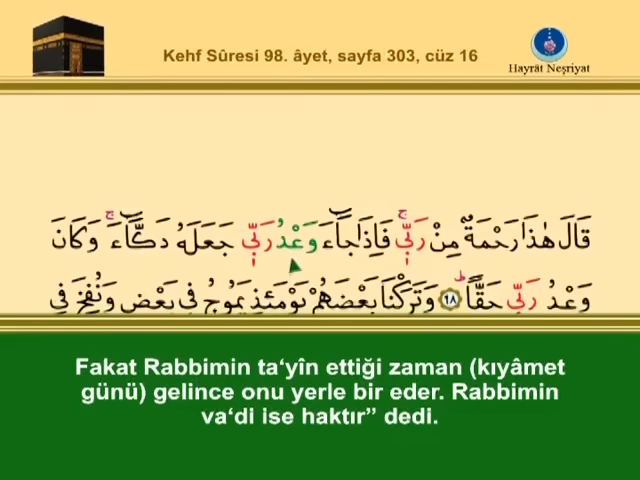 Kehf Sûresi 98. âyet, sayfa 303, cüz 16
Hayrât Neşriyat
قَالَ هٰذَا رَحْمَةٌ مِنْ رَبّ۪يۚ فَاِذَا جَٓاءَ وَعْدُ رَبّ۪ي جَعَلَهُ دَكَّٓاءَۚ وَكَانَ
وَعْدُ رَبّ۪ي حَقًّاۜ ﴿٩٨﴾ وَتَرَكْنَا بَعْضَهُمْ يَوْمَئِذٍ يَمُوجُ ف۪ي بَعْضٍ وَنُفِخَ فِي
Fakat Rabbimin ta‘yîn ettiği zaman (kıyâmet
günü) gelince onu yerle bir eder. Rabbimin
va‘di ise haktır” dedi.